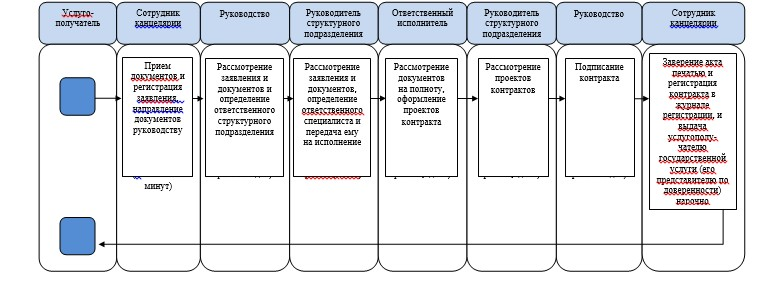 Услуго-
получатель
Сотрудник
канцелярии
Руководство
Руководитель
структурного
подразделения
Ответственный
исполнитель
Руководитель
структурного
подразделения
Руководство
Сотрудник
канцелярии
Прием
документов и
регистрация
заявления,
направление
документов
руководству
минут)
Рассмотрение
заявления и
документов и
определение
ответственного
структурного
подразделения
Рассмотрение
заявления и
документов,
определение
ответственного
специалиста и
передача ему
на исполнение
Рассмотрение
документов
на полноту,
оформление
проектов
контракта
Рассмотрение
проектов
контрактов
Подписание
контракта
Заверение акта
печатью и
регистрация
контракта в
журнале
регистрации, и
выдача
услугополу-
чателю
государственной
услуги (его
представителю по
доверенности)
нарочно